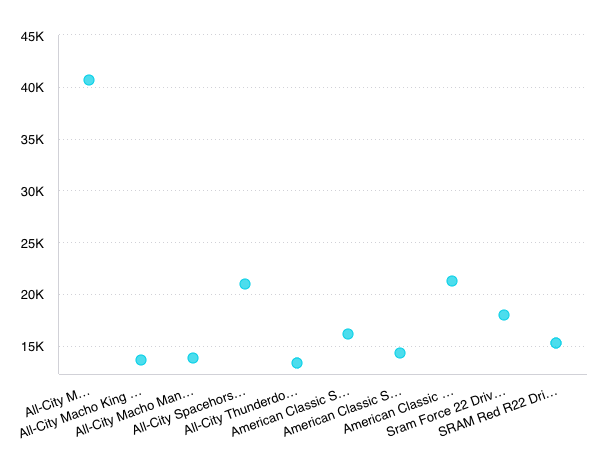 45K
40K
35K
30K
25K
20K
15K
All-City M...
All-City Macho King ...
All-City Macho Man...
All-City Spacehors...
All-City Thunderdo...
American Classic S...
American Classic S...
American Classic ...
Sram Force 22 Driv...
SRAM Red R22 Dri...